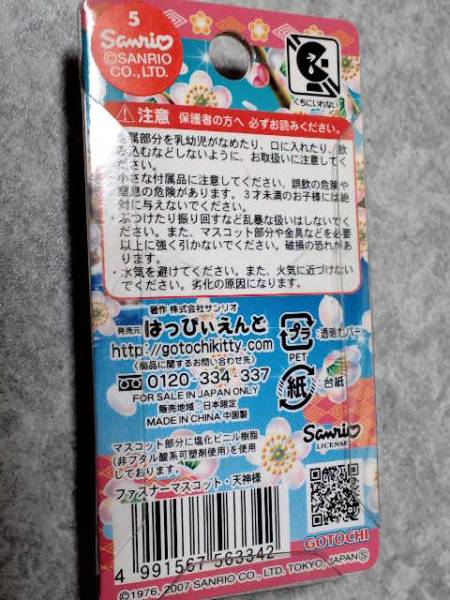 5
Sanrio
©SANRIO
CO., LTD.
くちにいれない
⚠注意 保護者の方へ 必ずお読みください。
金属部分を乳幼児がなめたり、口に入れたり、飲
み込むなどしないように、お取扱いに注意してく
ださい。
・小さな付属品に注意してください。誤飲の危険や
窒息の危険があります。3才未満のお子様には絶
対に与えないでください。
・ぶつけたり振り回すなど乱暴な扱いはしないでくだ
さい。また、マスコット部分や金具などを必要
以上に強く引かないでください。破損の恐れがあ
ります。
・水気を避けてください。また、火気に近づけない
でください。劣化の原因になります。
著作 株式会社サンリオ
発売元 はっぴぃえんど
http://gotochikitty.com
〈商品に関するお問い合わせ先〉
0120-334-337
FOR SALE IN JAPAN ONLY
販売地域 日本限定
MADE IN CHINA 中国製
プラ
PET
透明カバー
紙
台紙
マスコット部分に塩化ビニル樹脂
(非フタル酸系可塑剤使用)を使用
しております。
ファスナーマスコット・天神様
Sanrio
LICENSE
4 991567 563342
GOTOCHI
©1976, 2007 SANRIO CO., LTD. TOKYO, JAPAN Ⓢ